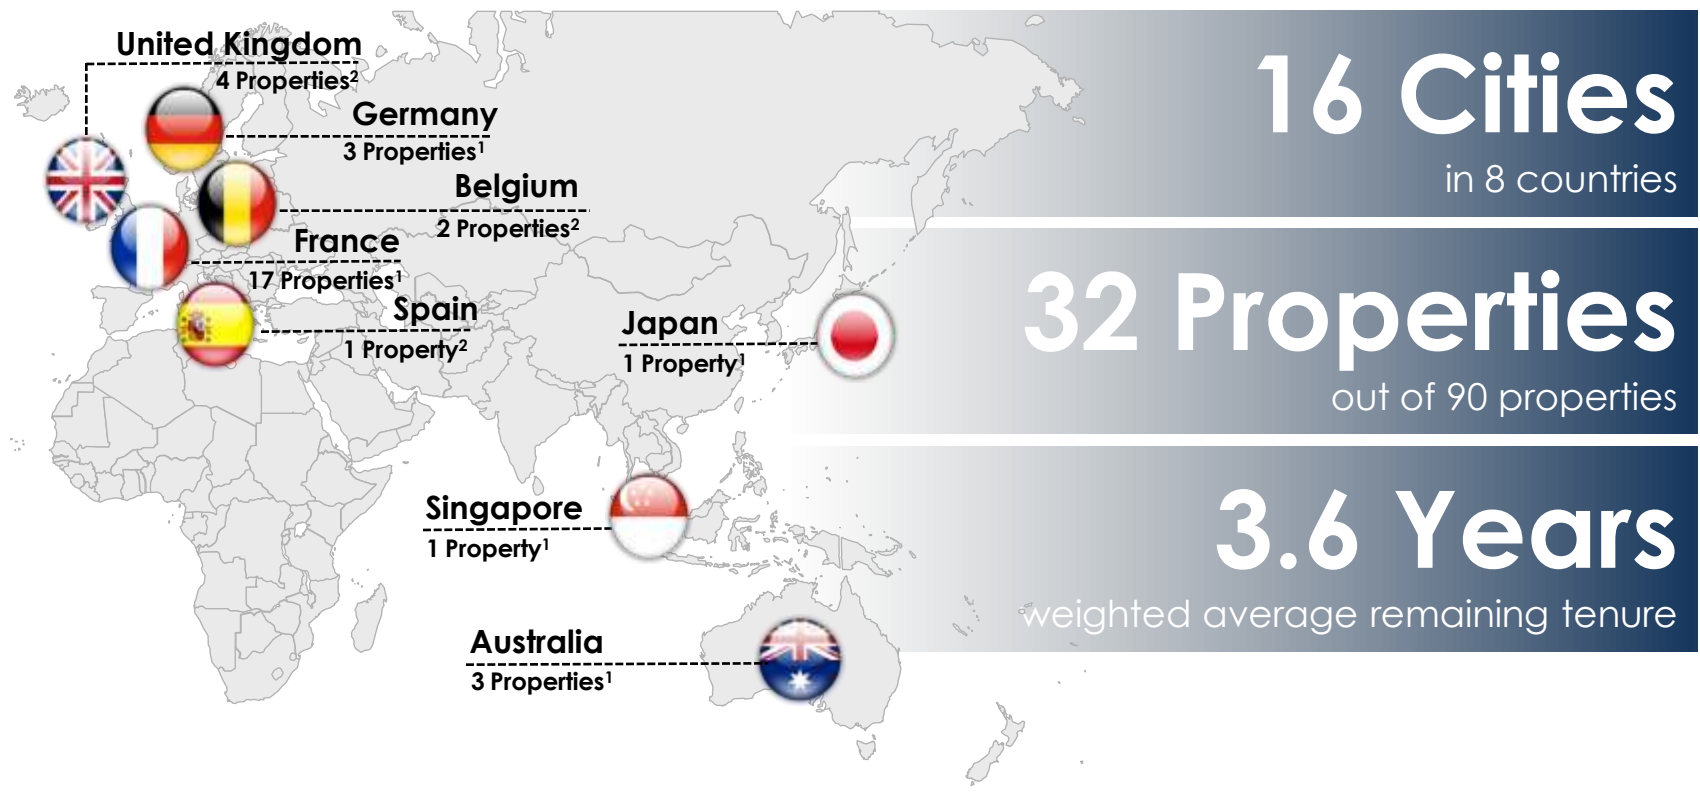 United Kingdom
4 Properties²
Germany
3 Properties¹
Belgium
2 Properties²
France
17 Properties¹
Spain
1 Property²
Japan
1 Property¹
Singapore
1 Property¹
Australia
3 Properties¹
16 Cities
in 8 countries
32 Properties
out of 90 properties
3.6 Years
weighted average remaining tenure